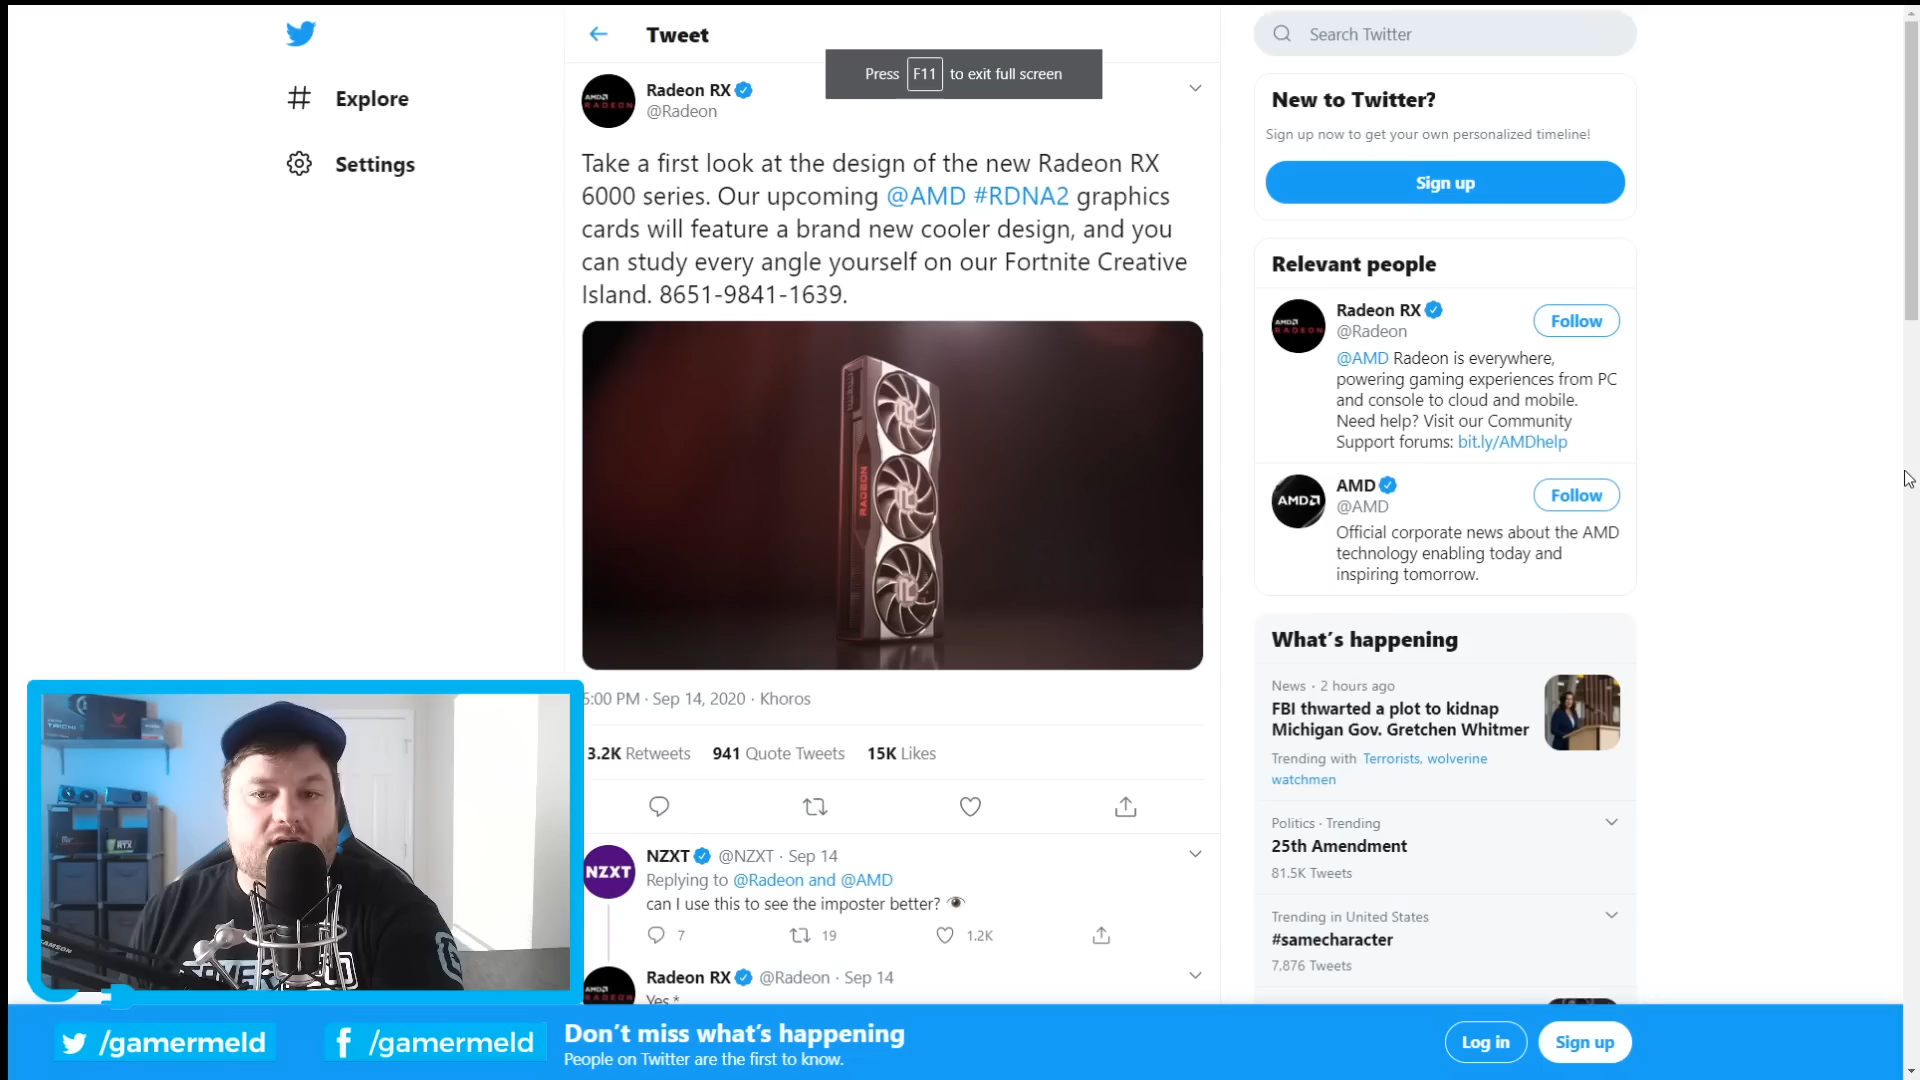 Tweet
Search Twitter
Press F11 to exit full screen
Explore
Settings
Radeon RX
@Radeon
Take a first look at the design of the new Radeon RX
6000 series. Our upcoming @AMD #RDNA2 graphics
cards will feature a brand new cooler design, and you
can study every angle yourself on our Fortnite Creative
Island. 8651-9841-1639.
RADEON
5:00 PM · Sep 14, 2020 · Khoros
3.2K Retweets 941 Quote Tweets 15K Likes
NZXT
NZXT @NZXT · Sep 14
Replying to @Radeon and @AMD
can I use this to see the imposter better? 👁
7 19 1.2K
Radeon RX @Radeon · Sep 14
Yes *
New to Twitter?
Sign up now to get your own personalized timeline!
Sign up
Relevant people
AMD
RADEON
Radeon RX
@Radeon
Follow
@AMD Radeon is everywhere,
powering gaming experiences from PC
and console to cloud and mobile.
Need help? Visit our Community
Support forums: bit.ly/AMDhelp
AMD
AMD
@AMD
Follow
Official corporate news about the AMD
technology enabling today and
inspiring tomorrow.
What's happening
News · 2 hours ago
FBI thwarted a plot to kidnap
Michigan Gov. Gretchen Whitmer
Trending with Terrorists, wolverine
watchmen
Politics · Trending
25th Amendment
81.5K Tweets
Trending in United States
#samecharacter
7,876 Tweets
RTX
SAMSON
/gamermeld
/gamermeld
Don't miss what's happening
People on Twitter are the first to know.
Log in
Sign up